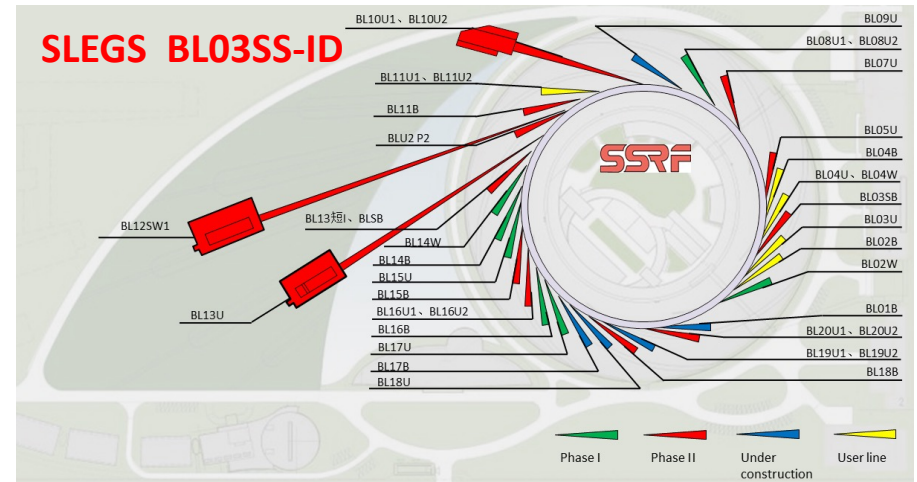 SLEGS BL03SS-ID
BL10U1、BL10U2
BL11U1、BL11U2
BL11B
BLU2 P2
BL12SW1
BL13短I、BLSB
BL14W
BL14B
BL13U
BL15U
BL15B
BL16U1、BL16U2
BL16B
BL17U
BL17B
BL18U
SSRF
BL09U
BL08U1、BL08U2
BL07U
BL05U
BL04B
BL04U、BL04W
BL03SB
BL03U
BL02B
BL02W
BL01B
BL20U1、BL20U2
BL19U1、BL19U2
BL18B
Phase I
Phase II
Under
construction
User line
2